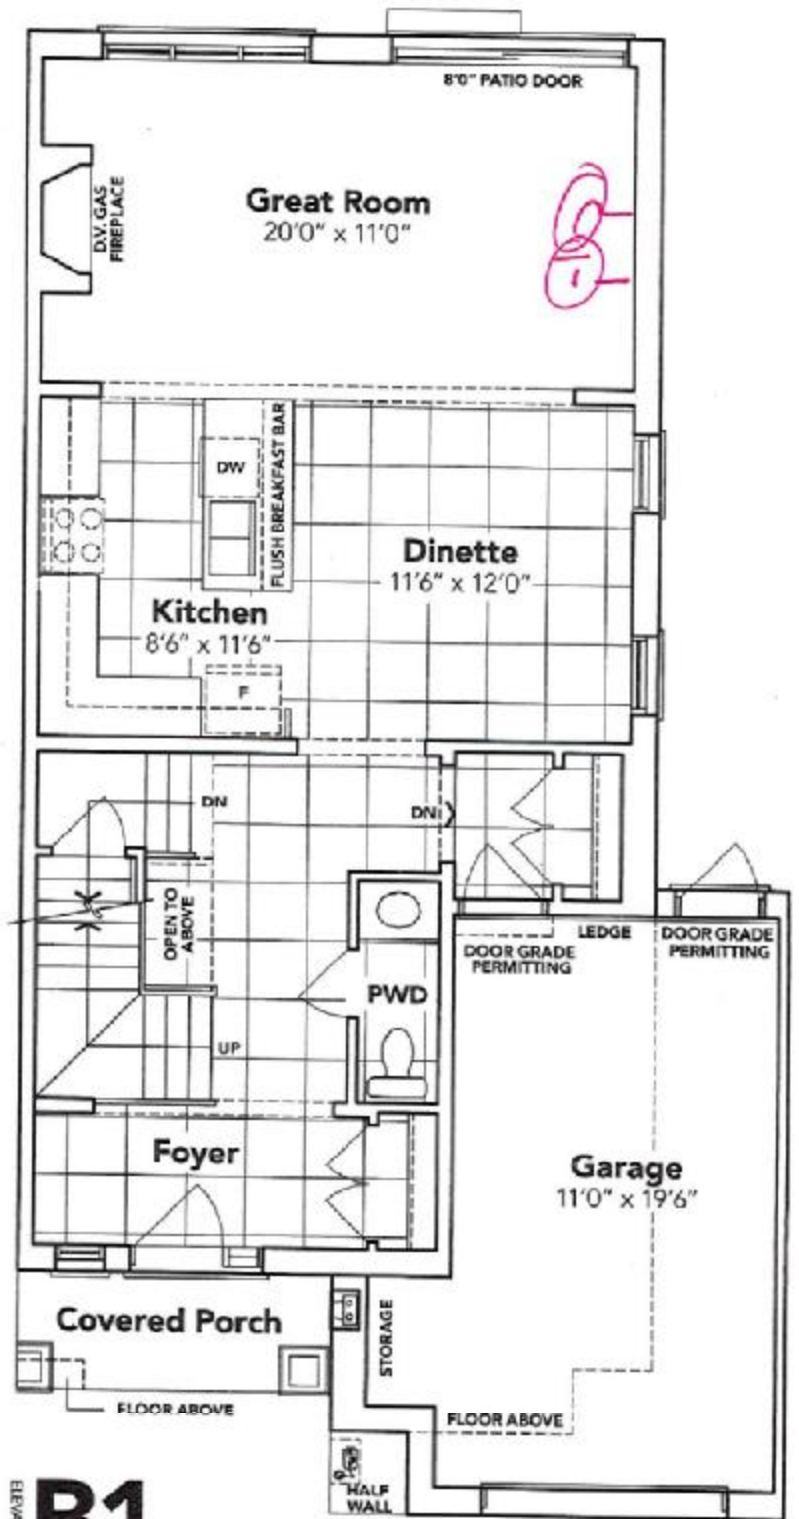 8'0" PATIO DOOR
Great Room
20'0" x 11'0"
D.V. GAS
FIREPLACE
DW
FLUSH BREAKFAST BAR
Dinette
11'6" x 12'0"
Kitchen
8'6" x 11'6"
F
DN
DN
OPEN TO
ABOVE
LEDGE
DOOR GRADE
PERMITTING
DOOR GRADE
PERMITTING
PWD
UP
Foyer
Garage
11'0" x 19'6"
Covered Porch
STORAGE
FLOOR ABOVE
FLOOR ABOVE
HALF
WALL
B1